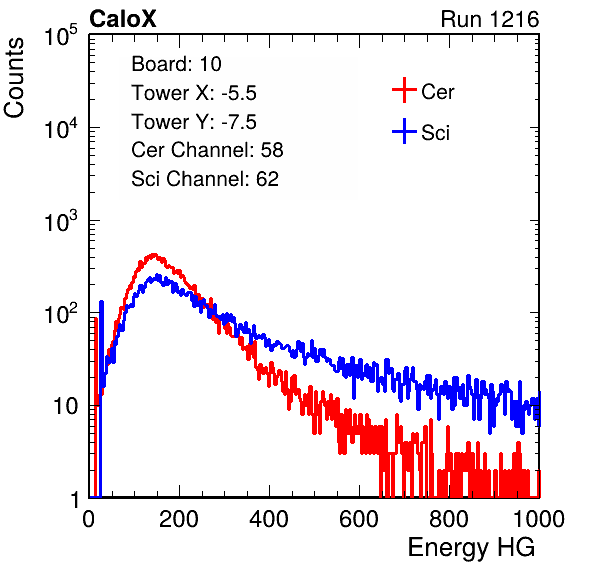 CaloX Run 1216
Counts
Board: 10
Tower X: -5.5
Tower Y: -7.5
Cer Channel: 58
Sci Channel: 62
Cer
Sci
10^5
10^4
10^3
10^2
10
1
0 200 400 600 800 1000
Energy HG